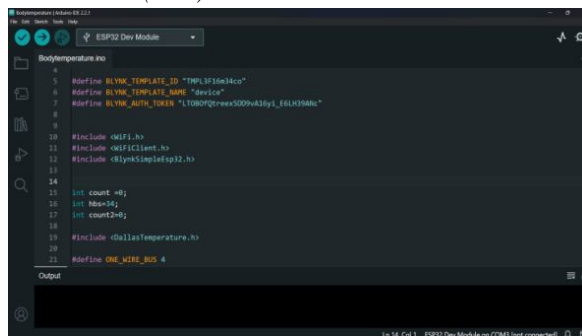 Bodytemperature | Arduino IDE 2.2.1
File Edit Sketch Tools Help
ESP32 Dev Module
Bodytemperature.ino
4
5 #define BLYNK_TEMPLATE_ID "TMPL3F16m34co"
6 #define BLYNK_TEMPLATE_NAME "device"
7 #define BLYNK_AUTH_TOKEN
8
9
10 #include <WiFi.h>
11 #include <WiFiClient.h>
12 #include <BlynkSimpleEsp32.h>
13
14
15 int count =0;
16 int hbs=34;
17 int count2=0;
18
19 #include <DallasTemperature.h>
20
21 #define ONE_WIRE_BUS 4
Output
Ln 14, Col 1 ESP32 Dev Module on COM3 [not connected]